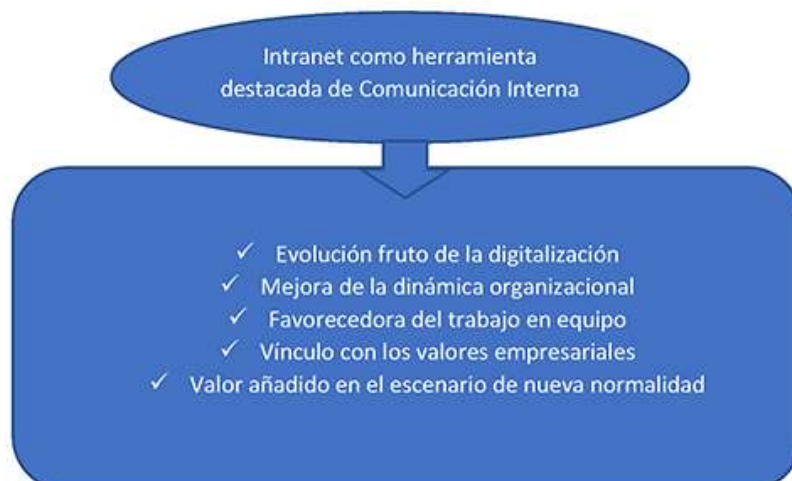 Intranet como herramienta
destacada de Comunicación Interna
✓ Evolución fruto de la digitalización
✓ Mejora de la dinámica organizacional
✓ Favorecedora del trabajo en equipo
✓ Vínculo con los valores empresariales
✓ Valor añadido en el escenario de nueva normalidad